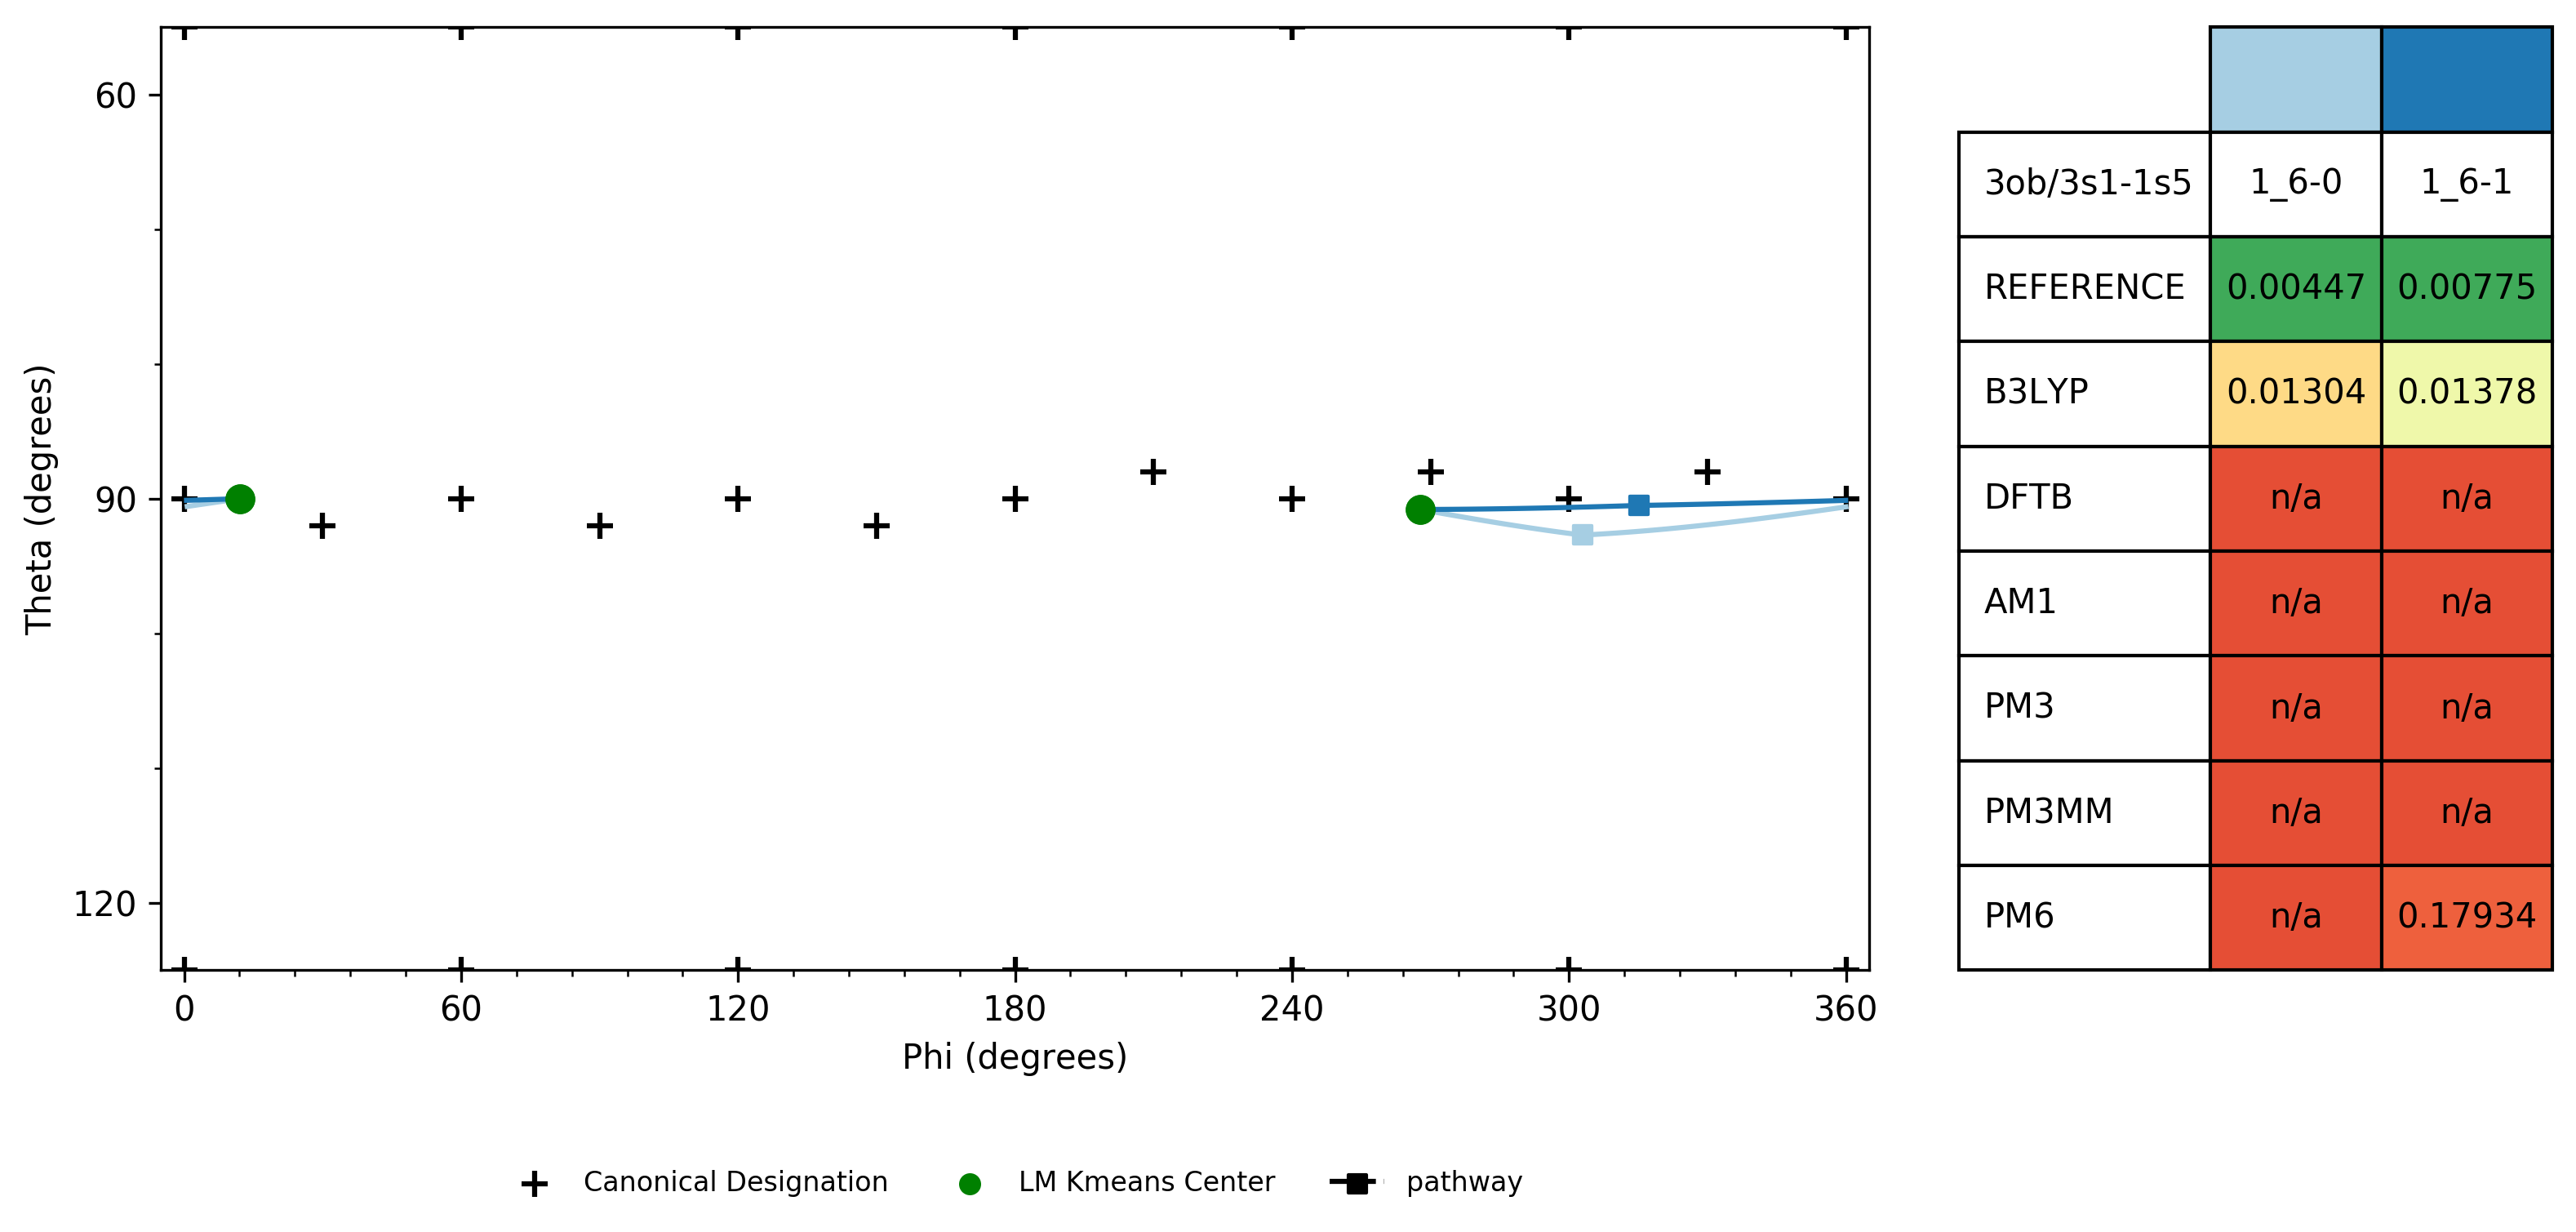 60
90
120
Theta (degrees)
0 60 120 180 240 300 360
Phi (degrees)
Canonical Designation LM Kmeans Center pathway
3ob/3s1-1s5 1_6-0 1_6-1
REFERENCE 0.00447 0.00775
B3LYP 0.01304 0.01378
DFTB n/a n/a
AM1 n/a n/a
PM3 n/a n/a
PM3MM n/a n/a
PM6 n/a 0.17934